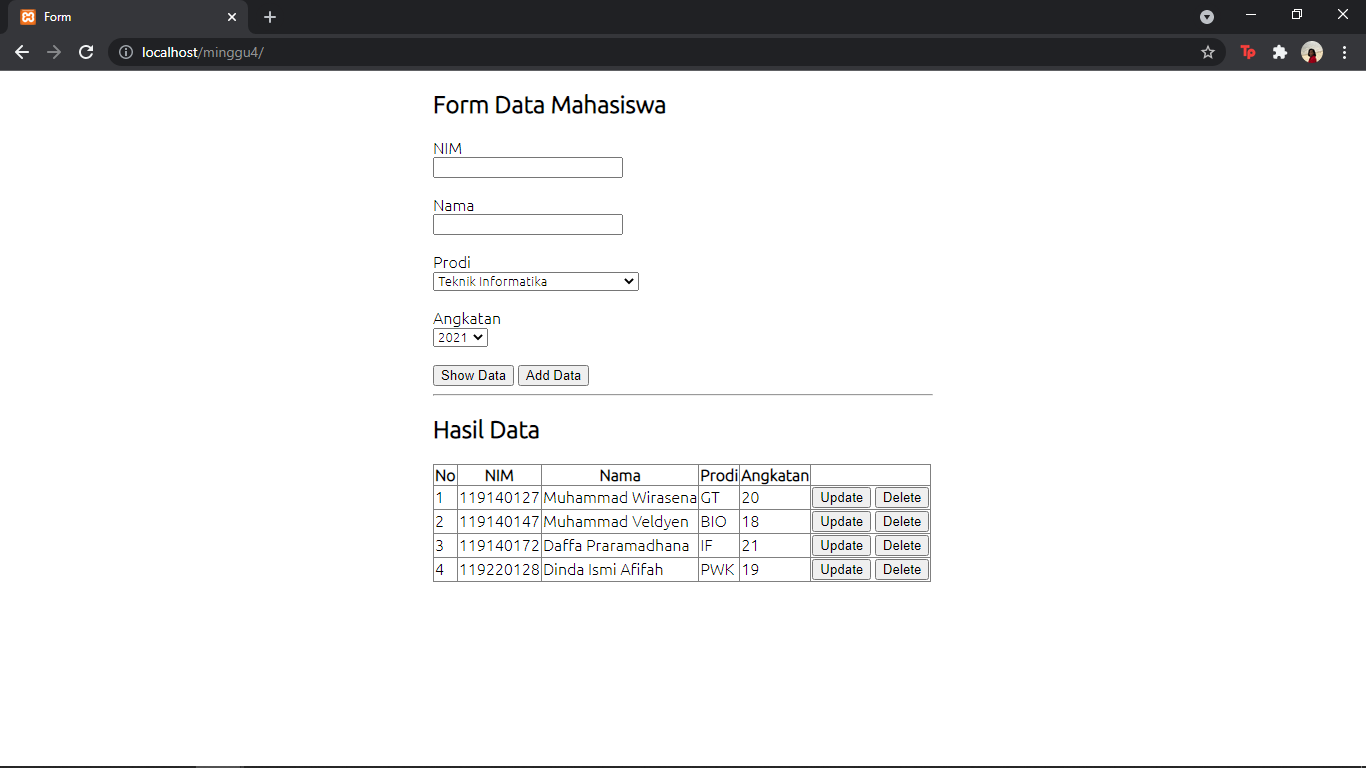 Form
localhost/minggu4/
Tp
Form Data Mahasiswa
NIM
Nama
Prodi
Teknik Informatika
Angkatan
2021
Show Data Add Data
Hasil Data
No NIM Nama Prodi Angkatan
1 119140127 Muhammad Wirasena GT 20 Update Delete
2 119140147 Muhammad Veldyen BIO 18 Update Delete
3 119140172 Daffa Praramadhana IF 21 Update Delete
4 119220128 Dinda Ismi Afifah PWK 19 Update Delete